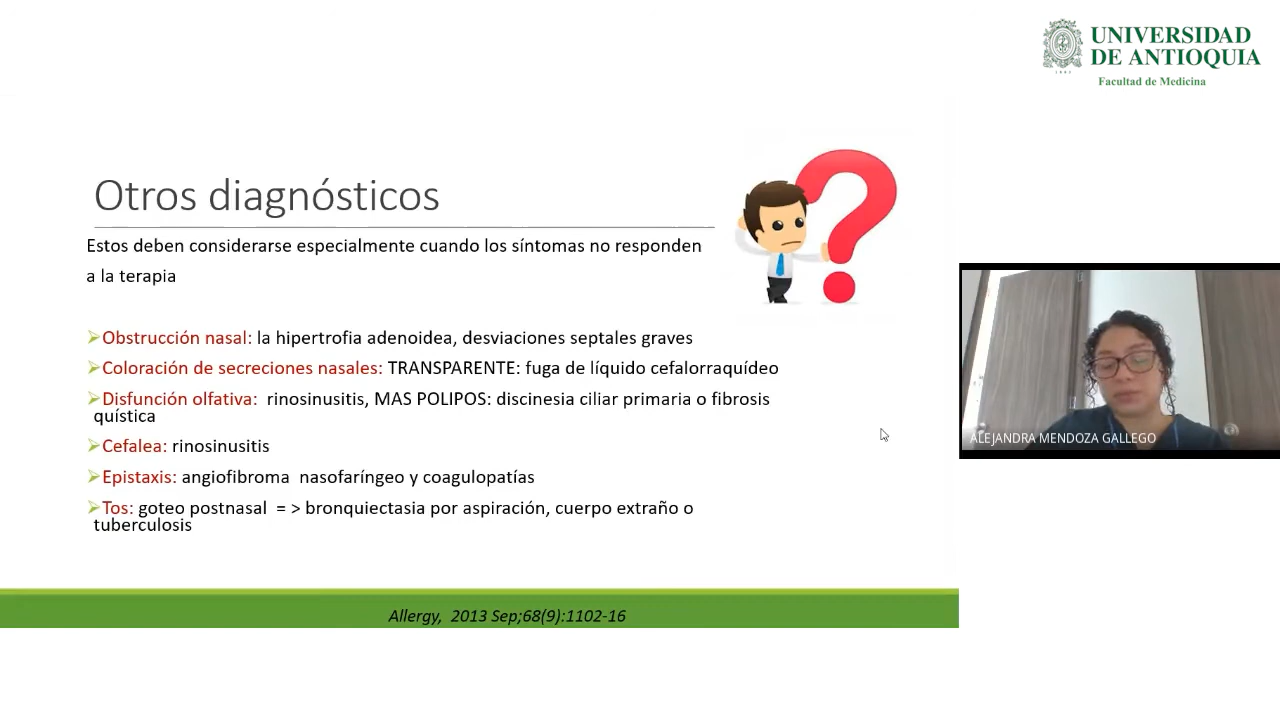 UNIVERSIDAD
DE ANTIOQUIA
1803
Facultad de Medicina
Otros diagnósticos
Estos deben considerarse especialmente cuando los síntomas no responden
a la terapia
Obstrucción nasal: la hipertrofia adenoidea, desviaciones septales graves
Coloración de secreciones nasales: TRANSPARENTE: fuga de líquido cefalorraquídeo
Disfunción olfativa:  rinosinusitis, MAS POLIPOS: discinesia ciliar primaria o fibrosis
quística
Cefalea: rinosinusitis
Epistaxis: angiofibroma  nasofaríngeo y coagulopatías
Tos: goteo postnasal  = > bronquiectasia por aspiración, cuerpo extraño o
tuberculosis
ALEJANDRA MENDOZA GALLEGO
Allergy,  2013 Sep;68(9):1102-16